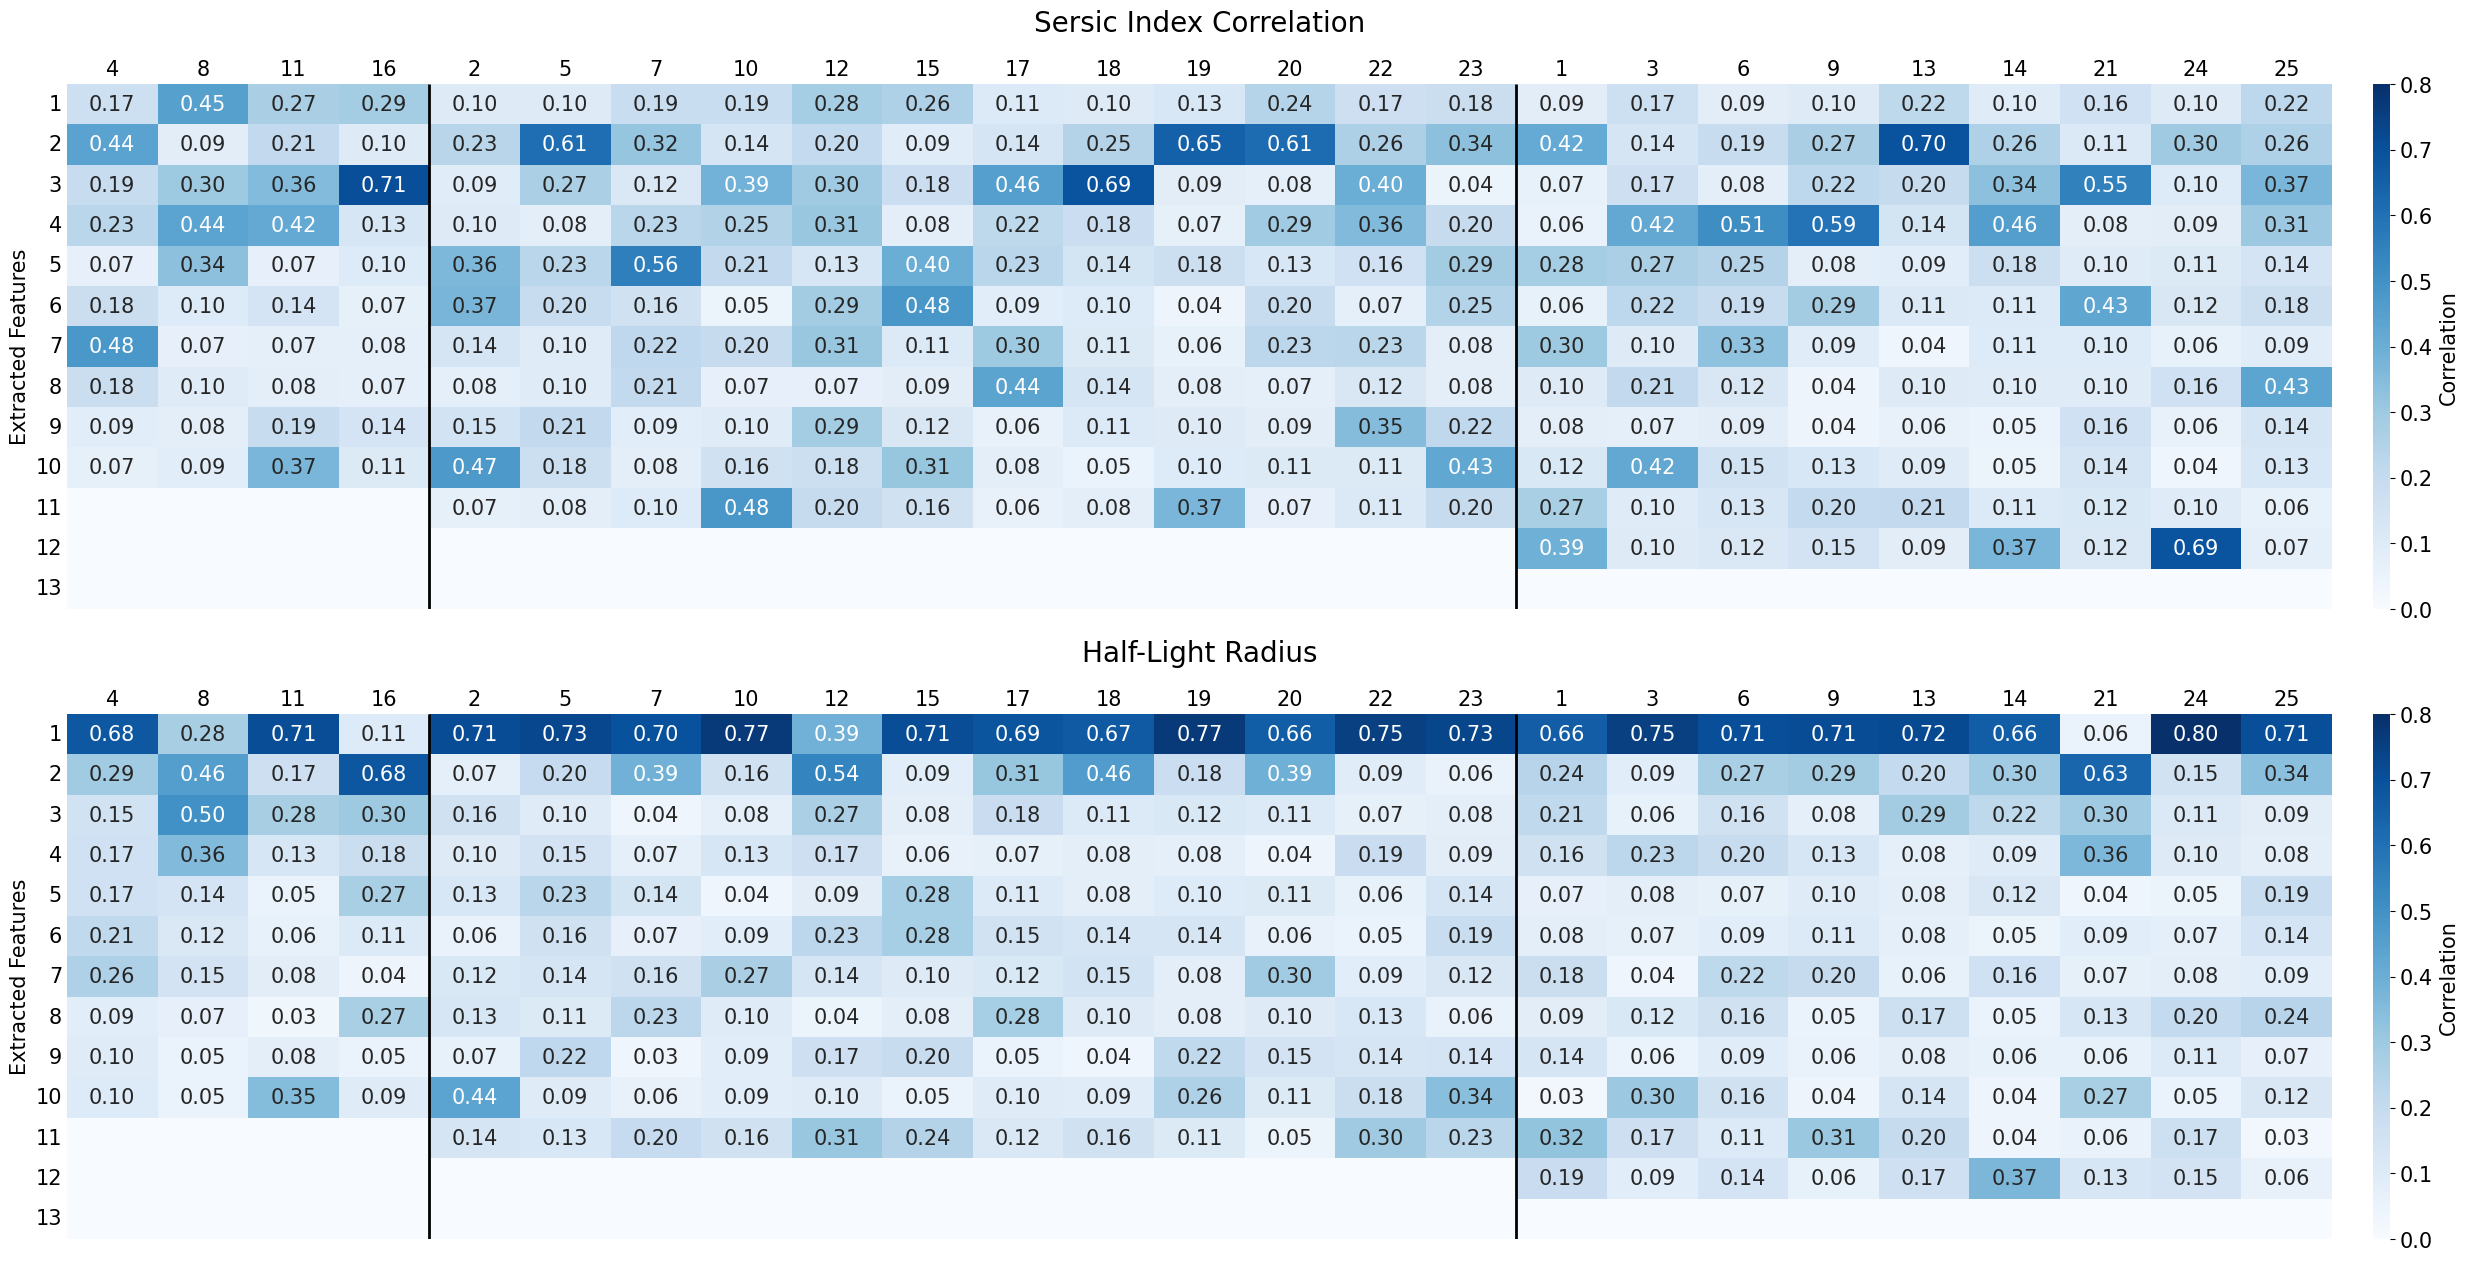 Sersic Index Correlation
4 8 11 16 2 5 7 10 12 15 17 18 19 20 22 23 1 3 6 9 13 14 21 24 25
1 0.17 0.45 0.27 0.29 0.10 0.10 0.19 0.19 0.28 0.26 0.11 0.10 0.13 0.24 0.17 0.18 0.09 0.17 0.09 0.10 0.22 0.10 0.16 0.10 0.22
2 0.44 0.09 0.21 0.10 0.23 0.61 0.32 0.14 0.20 0.09 0.14 0.25 0.65 0.61 0.26 0.34 0.42 0.14 0.19 0.27 0.70 0.26 0.11 0.30 0.26
3 0.19 0.30 0.36 0.71 0.09 0.27 0.12 0.39 0.30 0.18 0.46 0.69 0.09 0.08 0.40 0.04 0.07 0.17 0.08 0.22 0.20 0.34 0.55 0.10 0.37
4 0.23 0.44 0.42 0.13 0.10 0.08 0.23 0.25 0.31 0.08 0.22 0.18 0.07 0.29 0.36 0.20 0.06 0.42 0.51 0.59 0.14 0.46 0.08 0.09 0.31
5 0.07 0.34 0.07 0.10 0.36 0.23 0.56 0.21 0.13 0.40 0.23 0.14 0.18 0.13 0.16 0.29 0.28 0.27 0.25 0.08 0.09 0.18 0.10 0.11 0.14
6 0.18 0.10 0.14 0.07 0.37 0.20 0.16 0.05 0.29 0.48 0.09 0.10 0.04 0.20 0.07 0.25 0.06 0.22 0.19 0.29 0.11 0.11 0.43 0.12 0.18
7 0.48 0.07 0.07 0.08 0.14 0.10 0.22 0.20 0.31 0.11 0.30 0.11 0.06 0.23 0.23 0.08 0.30 0.10 0.33 0.09 0.04 0.11 0.10 0.06 0.09
8 0.18 0.10 0.08 0.07 0.08 0.10 0.21 0.07 0.07 0.09 0.44 0.14 0.08 0.07 0.12 0.08 0.10 0.21 0.12 0.04 0.10 0.10 0.10 0.16 0.43
9 0.09 0.08 0.19 0.14 0.15 0.21 0.09 0.10 0.29 0.12 0.06 0.11 0.10 0.09 0.35 0.22 0.08 0.07 0.09 0.04 0.06 0.05 0.16 0.06 0.14
10 0.07 0.09 0.37 0.11 0.47 0.18 0.08 0.16 0.18 0.31 0.08 0.05 0.10 0.11 0.11 0.43 0.12 0.42 0.15 0.13 0.09 0.05 0.14 0.04 0.13
11 0.07 0.08 0.10 0.48 0.20 0.16 0.06 0.08 0.37 0.07 0.11 0.20 0.27 0.10 0.13 0.20 0.21 0.11 0.12 0.10 0.06
12 0.39 0.10 0.12 0.15 0.09 0.37 0.12 0.69 0.07
13
Extracted Features
0.8
0.7
0.6
0.5
0.4
0.3
0.2
0.1
0.0
Correlation
Half-Light Radius
4 8 11 16 2 5 7 10 12 15 17 18 19 20 22 23 1 3 6 9 13 14 21 24 25
1 0.68 0.28 0.71 0.11 0.71 0.73 0.70 0.77 0.39 0.71 0.69 0.67 0.77 0.66 0.75 0.73 0.66 0.75 0.71 0.71 0.72 0.66 0.06 0.80 0.71
2 0.29 0.46 0.17 0.68 0.07 0.20 0.39 0.16 0.54 0.09 0.31 0.46 0.18 0.39 0.09 0.06 0.24 0.09 0.27 0.29 0.20 0.30 0.63 0.15 0.34
3 0.15 0.50 0.28 0.30 0.16 0.10 0.04 0.08 0.27 0.08 0.18 0.11 0.12 0.11 0.07 0.08 0.21 0.06 0.16 0.08 0.29 0.22 0.30 0.11 0.09
4 0.17 0.36 0.13 0.18 0.10 0.15 0.07 0.13 0.17 0.06 0.07 0.08 0.08 0.04 0.19 0.09 0.16 0.23 0.20 0.13 0.08 0.09 0.36 0.10 0.08
5 0.17 0.14 0.05 0.27 0.13 0.23 0.14 0.04 0.09 0.28 0.11 0.08 0.10 0.11 0.06 0.14 0.07 0.08 0.07 0.10 0.08 0.12 0.04 0.05 0.19
6 0.21 0.12 0.06 0.11 0.06 0.16 0.07 0.09 0.23 0.28 0.15 0.14 0.14 0.06 0.05 0.19 0.08 0.07 0.09 0.11 0.08 0.05 0.09 0.07 0.14
7 0.26 0.15 0.08 0.04 0.12 0.14 0.16 0.27 0.14 0.10 0.12 0.15 0.08 0.30 0.09 0.12 0.18 0.04 0.22 0.20 0.06 0.16 0.07 0.08 0.09
8 0.09 0.07 0.03 0.27 0.13 0.11 0.23 0.10 0.04 0.08 0.28 0.10 0.08 0.10 0.13 0.06 0.09 0.12 0.16 0.05 0.17 0.05 0.13 0.20 0.24
9 0.10 0.05 0.08 0.05 0.07 0.22 0.03 0.09 0.17 0.20 0.05 0.04 0.22 0.15 0.14 0.14 0.14 0.06 0.09 0.06 0.08 0.06 0.06 0.11 0.07
10 0.10 0.05 0.35 0.09 0.44 0.09 0.06 0.09 0.10 0.05 0.10 0.09 0.26 0.11 0.18 0.34 0.03 0.30 0.16 0.04 0.14 0.04 0.27 0.05 0.12
11 0.14 0.13 0.20 0.16 0.31 0.24 0.12 0.16 0.11 0.05 0.30 0.23 0.32 0.17 0.11 0.31 0.20 0.04 0.06 0.17 0.03
12 0.19 0.09 0.14 0.06 0.17 0.37 0.13 0.15 0.06
13
Extracted Features
0.8
0.7
0.6
0.5
0.4
0.3
0.2
0.1
0.0
Correlation